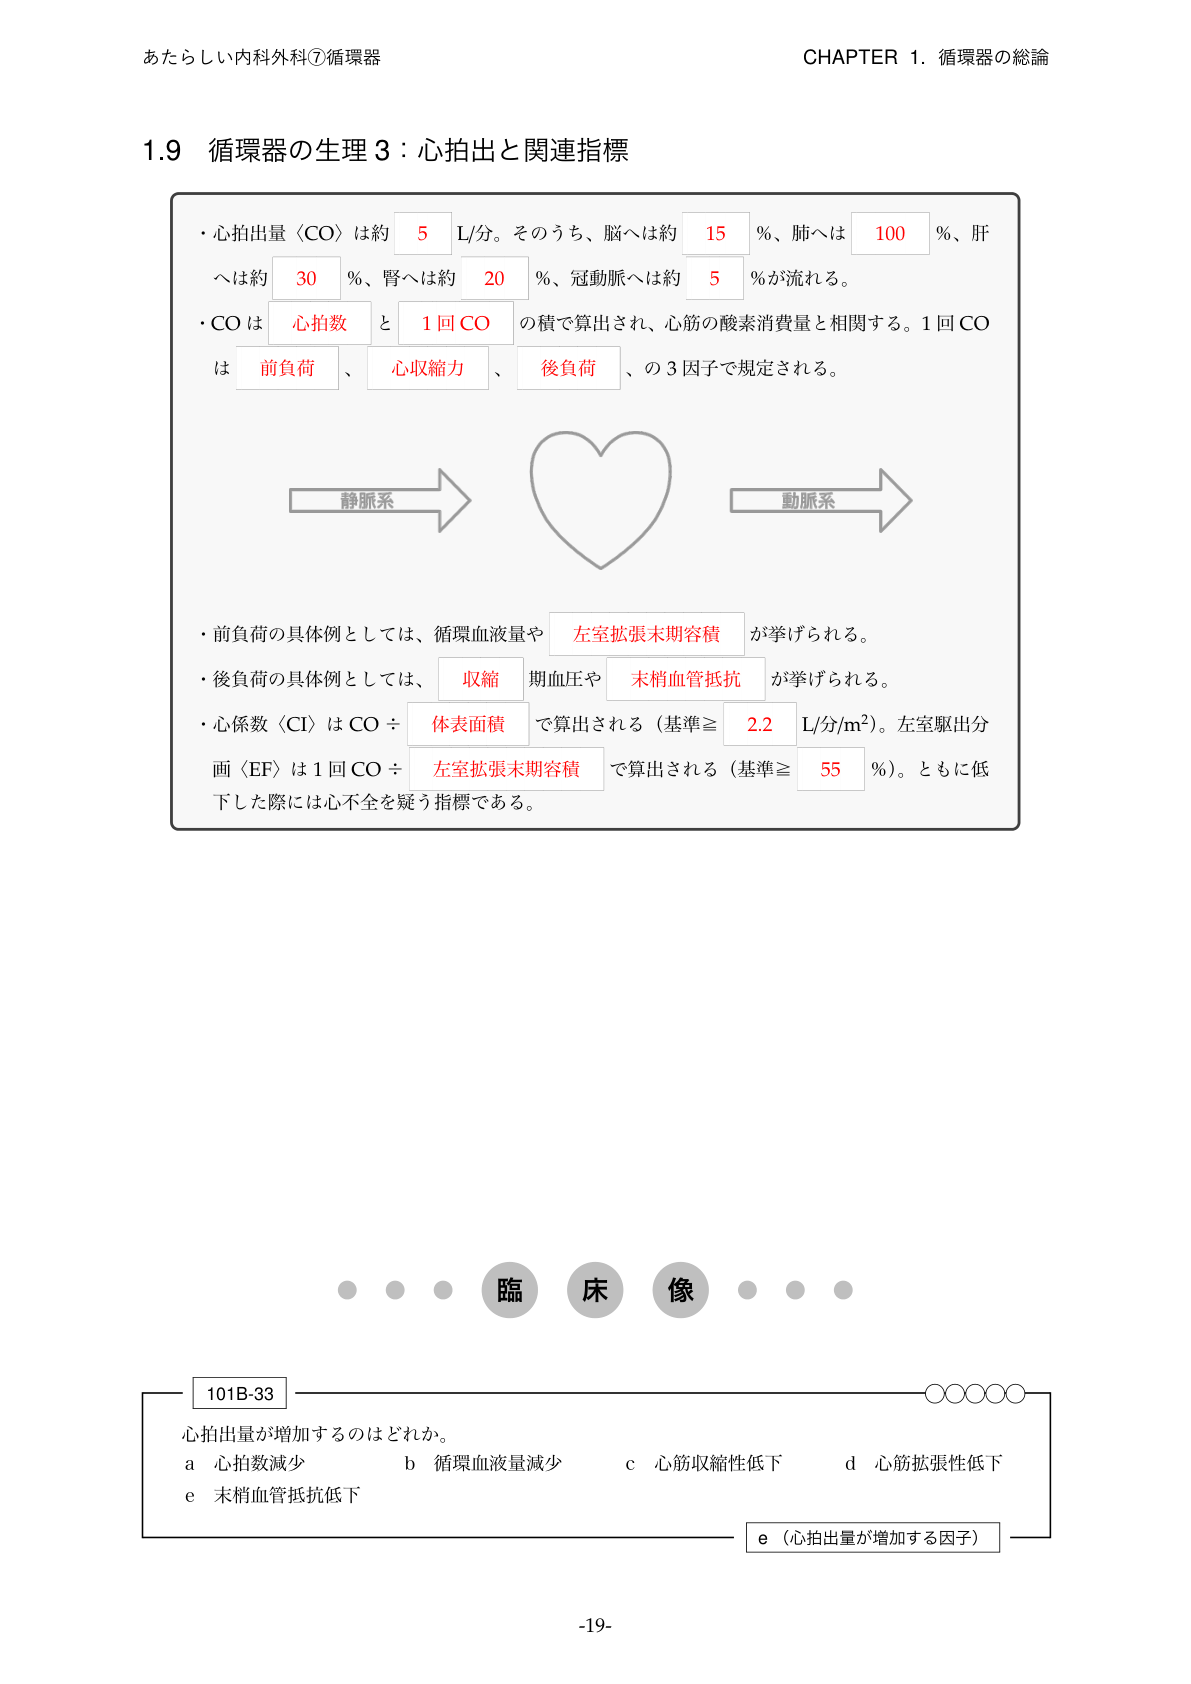 あたらしい内科外科⑦循環器
CHAPTER 1. 循環器の総論
1.9 循環器の生理 3：心拍出と関連指標
・心拍出量〈CO〉は約 5 L/分。そのうち、脳へは約 15 %、肺へは 100 %、肝
へは約 30 %、腎へは約 20 %、冠動脈へは約 5 %が流れる。
・CO は 心拍数 と 1 回 CO の積で算出され、心筋の酸素消費量と相関する。1 回 CO
は 前負荷 、 心収縮力 、 後負荷 、の 3 因子で規定される。
静脈系
動脈系
・前負荷の具体例としては、循環血液量や 左室拡張末期容積 が挙げられる。
・後負荷の具体例としては、 収縮 期血圧や 末梢血管抵抗 が挙げられる。
・心係数〈CI〉は CO ÷ 体表面積 で算出される（基準≧ 2.2 L/分/m²）。左室駆出分
画〈EF〉は 1 回 CO ÷ 左室拡張末期容積 で算出される（基準≧ 55 %）。ともに低
下した際には心不全を疑う指標である。
臨 床 像
101B-33
心拍出量が増加するのはどれか。
a 心拍数減少 b 循環血液量減少 c 心筋収縮性低下 d 心筋拡張性低下
e 末梢血管抵抗低下
e （心拍出量が増加する因子）
-19-